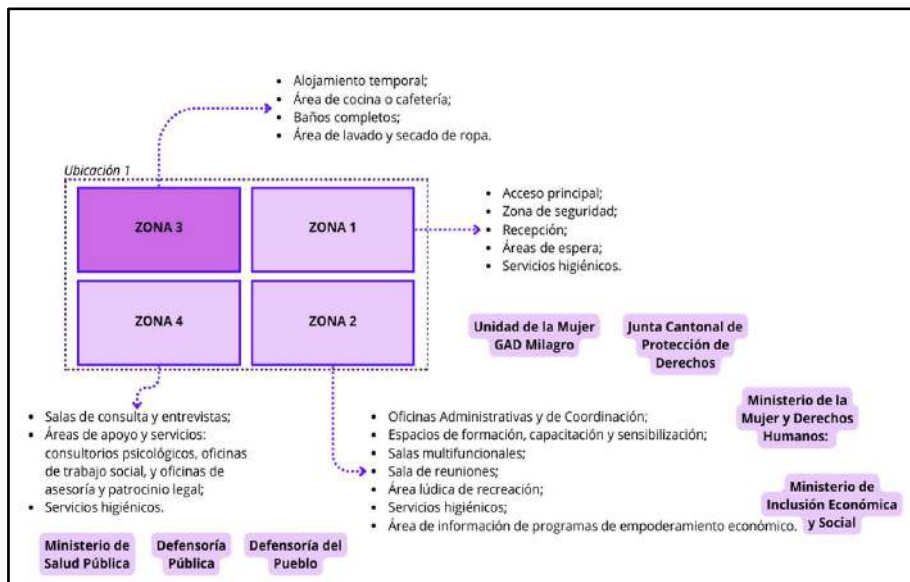 • Alojamiento temporal;
• Área de cocina o cafetería;
• Baños completos;
• Área de lavado y secado de ropa.
Ubicación 1
ZONA 3
ZONA 1
• Acceso principal;
• Zona de seguridad;
• Recepción;
• Áreas de espera;
• Servicios higiénicos.
ZONA 4
ZONA 2
Unidad de la Mujer
GAD Milagro
Junta Cantonal de
Protección de
Derechos
Ministerio de la
Mujer y Derechos
Humanos:
Ministerio de
Inclusión Económica
y Social
• Salas de consulta y entrevistas;
• Áreas de apoyo y servicios:
consultorios psicológicos, oficinas
de trabajo social, y oficinas de
asesoría y patrocinio legal;
• Servicios higiénicos.
• Oficinas Administrativas y de Coordinación;
• Espacios de formación, capacitación y sensibilización;
• Salas multifuncionales;
• Sala de reuniones;
• Área lúdica de recreación;
• Servicios higiénicos;
• Área de información de programas de empoderamiento económico.
Ministerio de
Salud Pública
Defensoría
Pública
Defensoría del
Pueblo